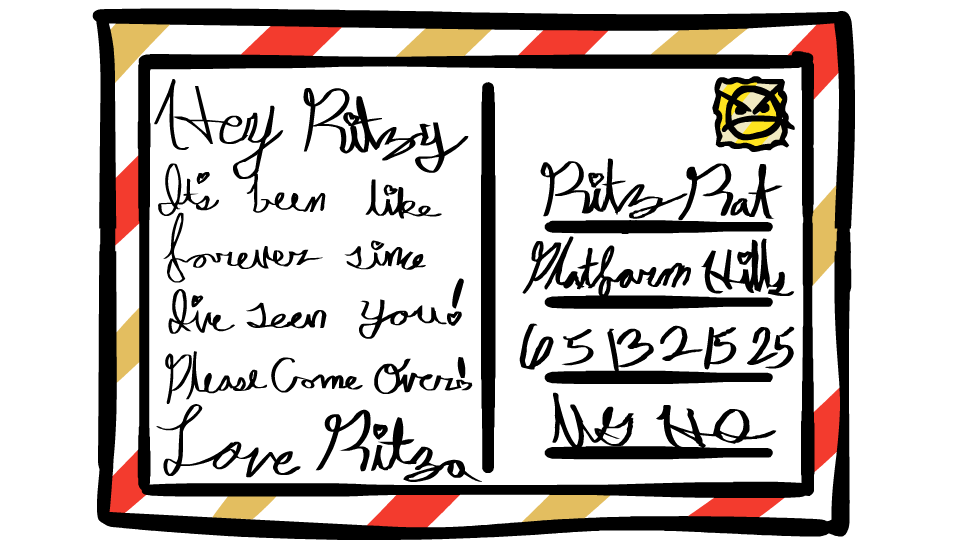 Hey Ritzy
It's been like
forever since
I've seen you!
Please Come Over!
Love Ritza
Ritz Rat
Platform Hills
6 5 13 2 15 25
NG HQ